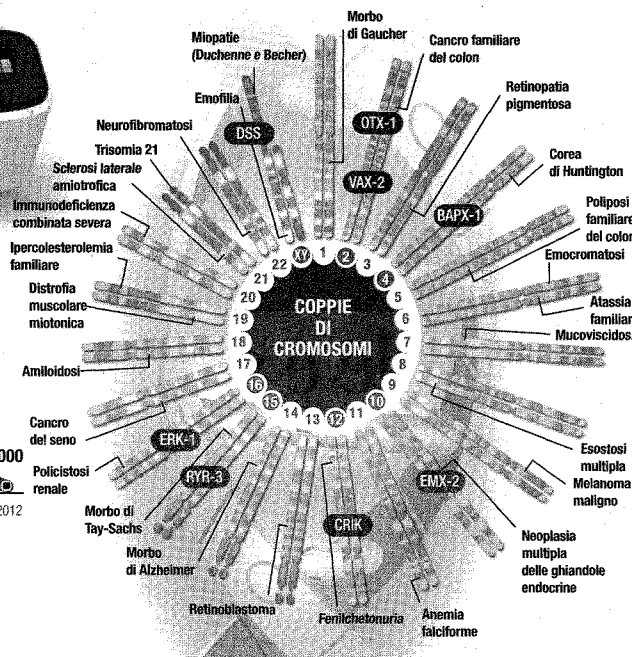 Morbo
di Gaucher
Cancro familiare
del colon
Retinopatia
pigmentosa
Corea
di Huntington
Poliposi
familiare
del colon
Emocromatosi
Atassia
familiar
Mucoviscidos
Esostosi
multipla
Melanoma
maligno
Neoplasia
multipla
delle ghiandole
endocrine
Anemia
falciforme
Fenilchetonuria
Retinoblastoma
Morbo
di Alzheimer
Morbo di
Tay-Sachs
Policistosi
renale
Cancro
del seno
Amiloidosi
Distrofia
muscolare
miotonica
Ipercolesterolemia
familiare
Immunodeficienza
combinata severa
Sclerosi laterale
amiotrofica
Trisomia 21
Neurofibromatosi
Emofilia
Miopatie
(Duchenne e Becher)
DSS
OTX-1
VAX-2
BAPX-1
EMX-2
CRIK
RYR-3
ERK-1
COPPIE
DI
CROMOSOMI
XY
1
2
3
4
5
6
7
8
9
10
11
12
13
14
15
16
17
18
19
20
21
22
000
2012